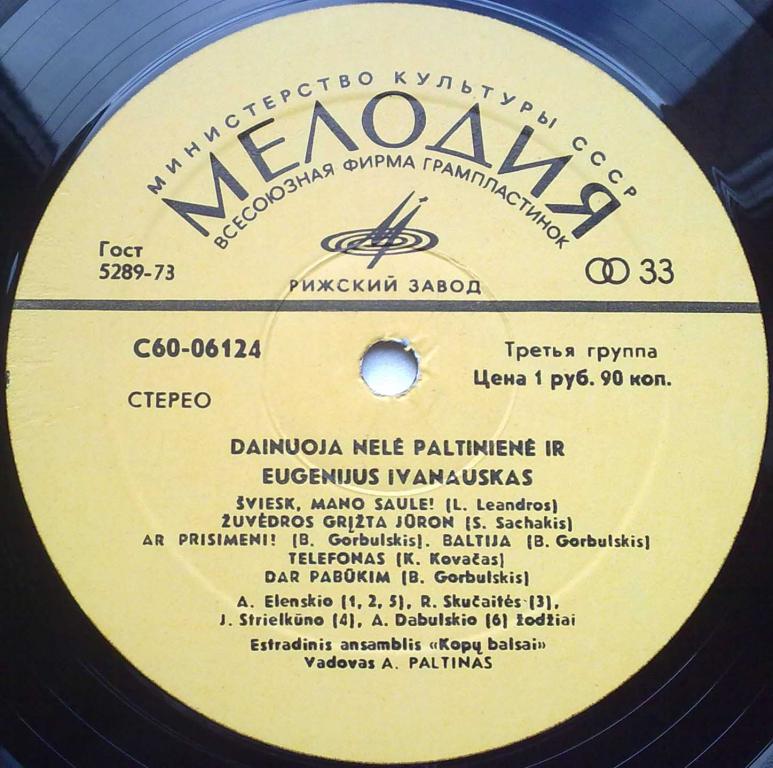 МИНИСТЕРСТВО КУЛЬТУРЫ СССР
МЕЛОДИЯ
ВСЕСОЮЗНАЯ ФИРМА ГРАМПЛАСТИНОК
Гост
5289-73
33
РИЖСКИЙ ЗАВОД
С60-06124
Третья группа
Цена 1 руб. 90 коп.
СТЕРЕО
DAINUOJA NELĖ PALTINIENĖ IR
EUGENIJUS IVANAUSKAS
ŠVIESK, MANO SAULE! (L. Leandros)
ŽUVĖDROS GRĮŽTA JŪRON (S. Sachakis)
AR PRISIMENI! (B. Gorbulskis). BALTIJA (B. Gorbulskis)
TELEFONAS (K. Kovačas)
DAR PABŪKIM (B. Gorbulskis)
A. Elenskio (1, 2, 5), R. Skučaitės (3),
J. Strielkūno (4), A. Dabulskio (6) žodžiai
Estradinis ansamblis «Kopų balsai»
Vadovas A. PALTINAS